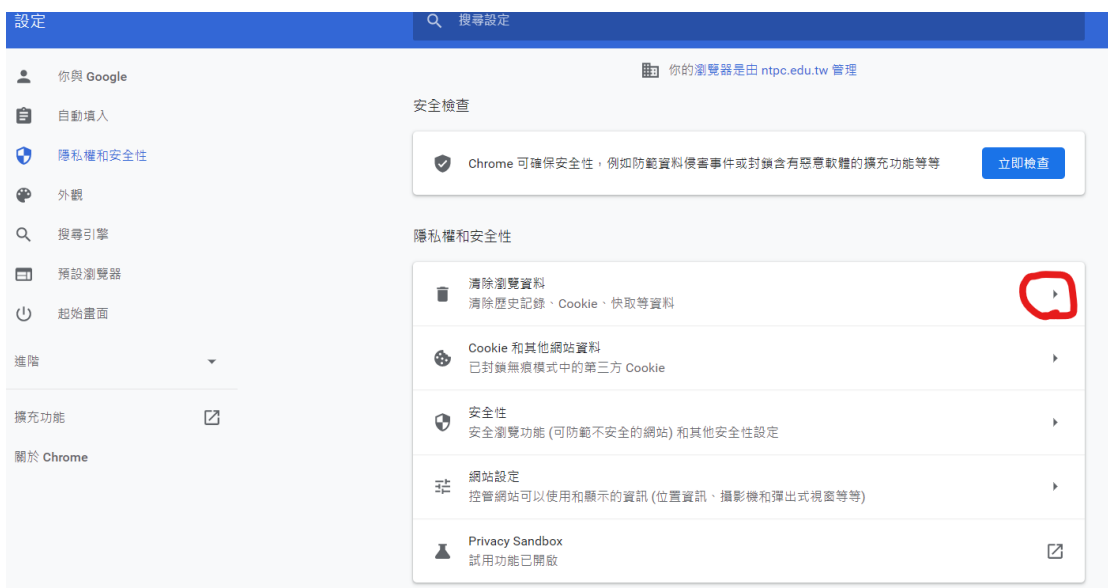 設定
搜尋設定
你與 Google
自動填入
隱私權和安全性
外觀
搜尋引擎
預設瀏覽器
起始畫面
進階
擴充功能
關於 Chrome
你的瀏覽器是由 ntpc.edu.tw 管理
安全檢查
Chrome 可確保安全性，例如防範資料侵害事件或封鎖含有惡意軟體的擴充功能等等
立即檢查
隱私權和安全性
清除瀏覽資料
清除歷史記錄、Cookie、快取等資料
Cookie 和其他網站資料
已封鎖無痕模式中的第三方 Cookie
安全性
安全瀏覽功能 (可防範不安全的網站) 和其他安全性設定
網站設定
控管網站可以使用和顯示的資訊 (位置資訊、攝影機和彈出式視窗等等)
Privacy Sandbox
試用功能已開啟